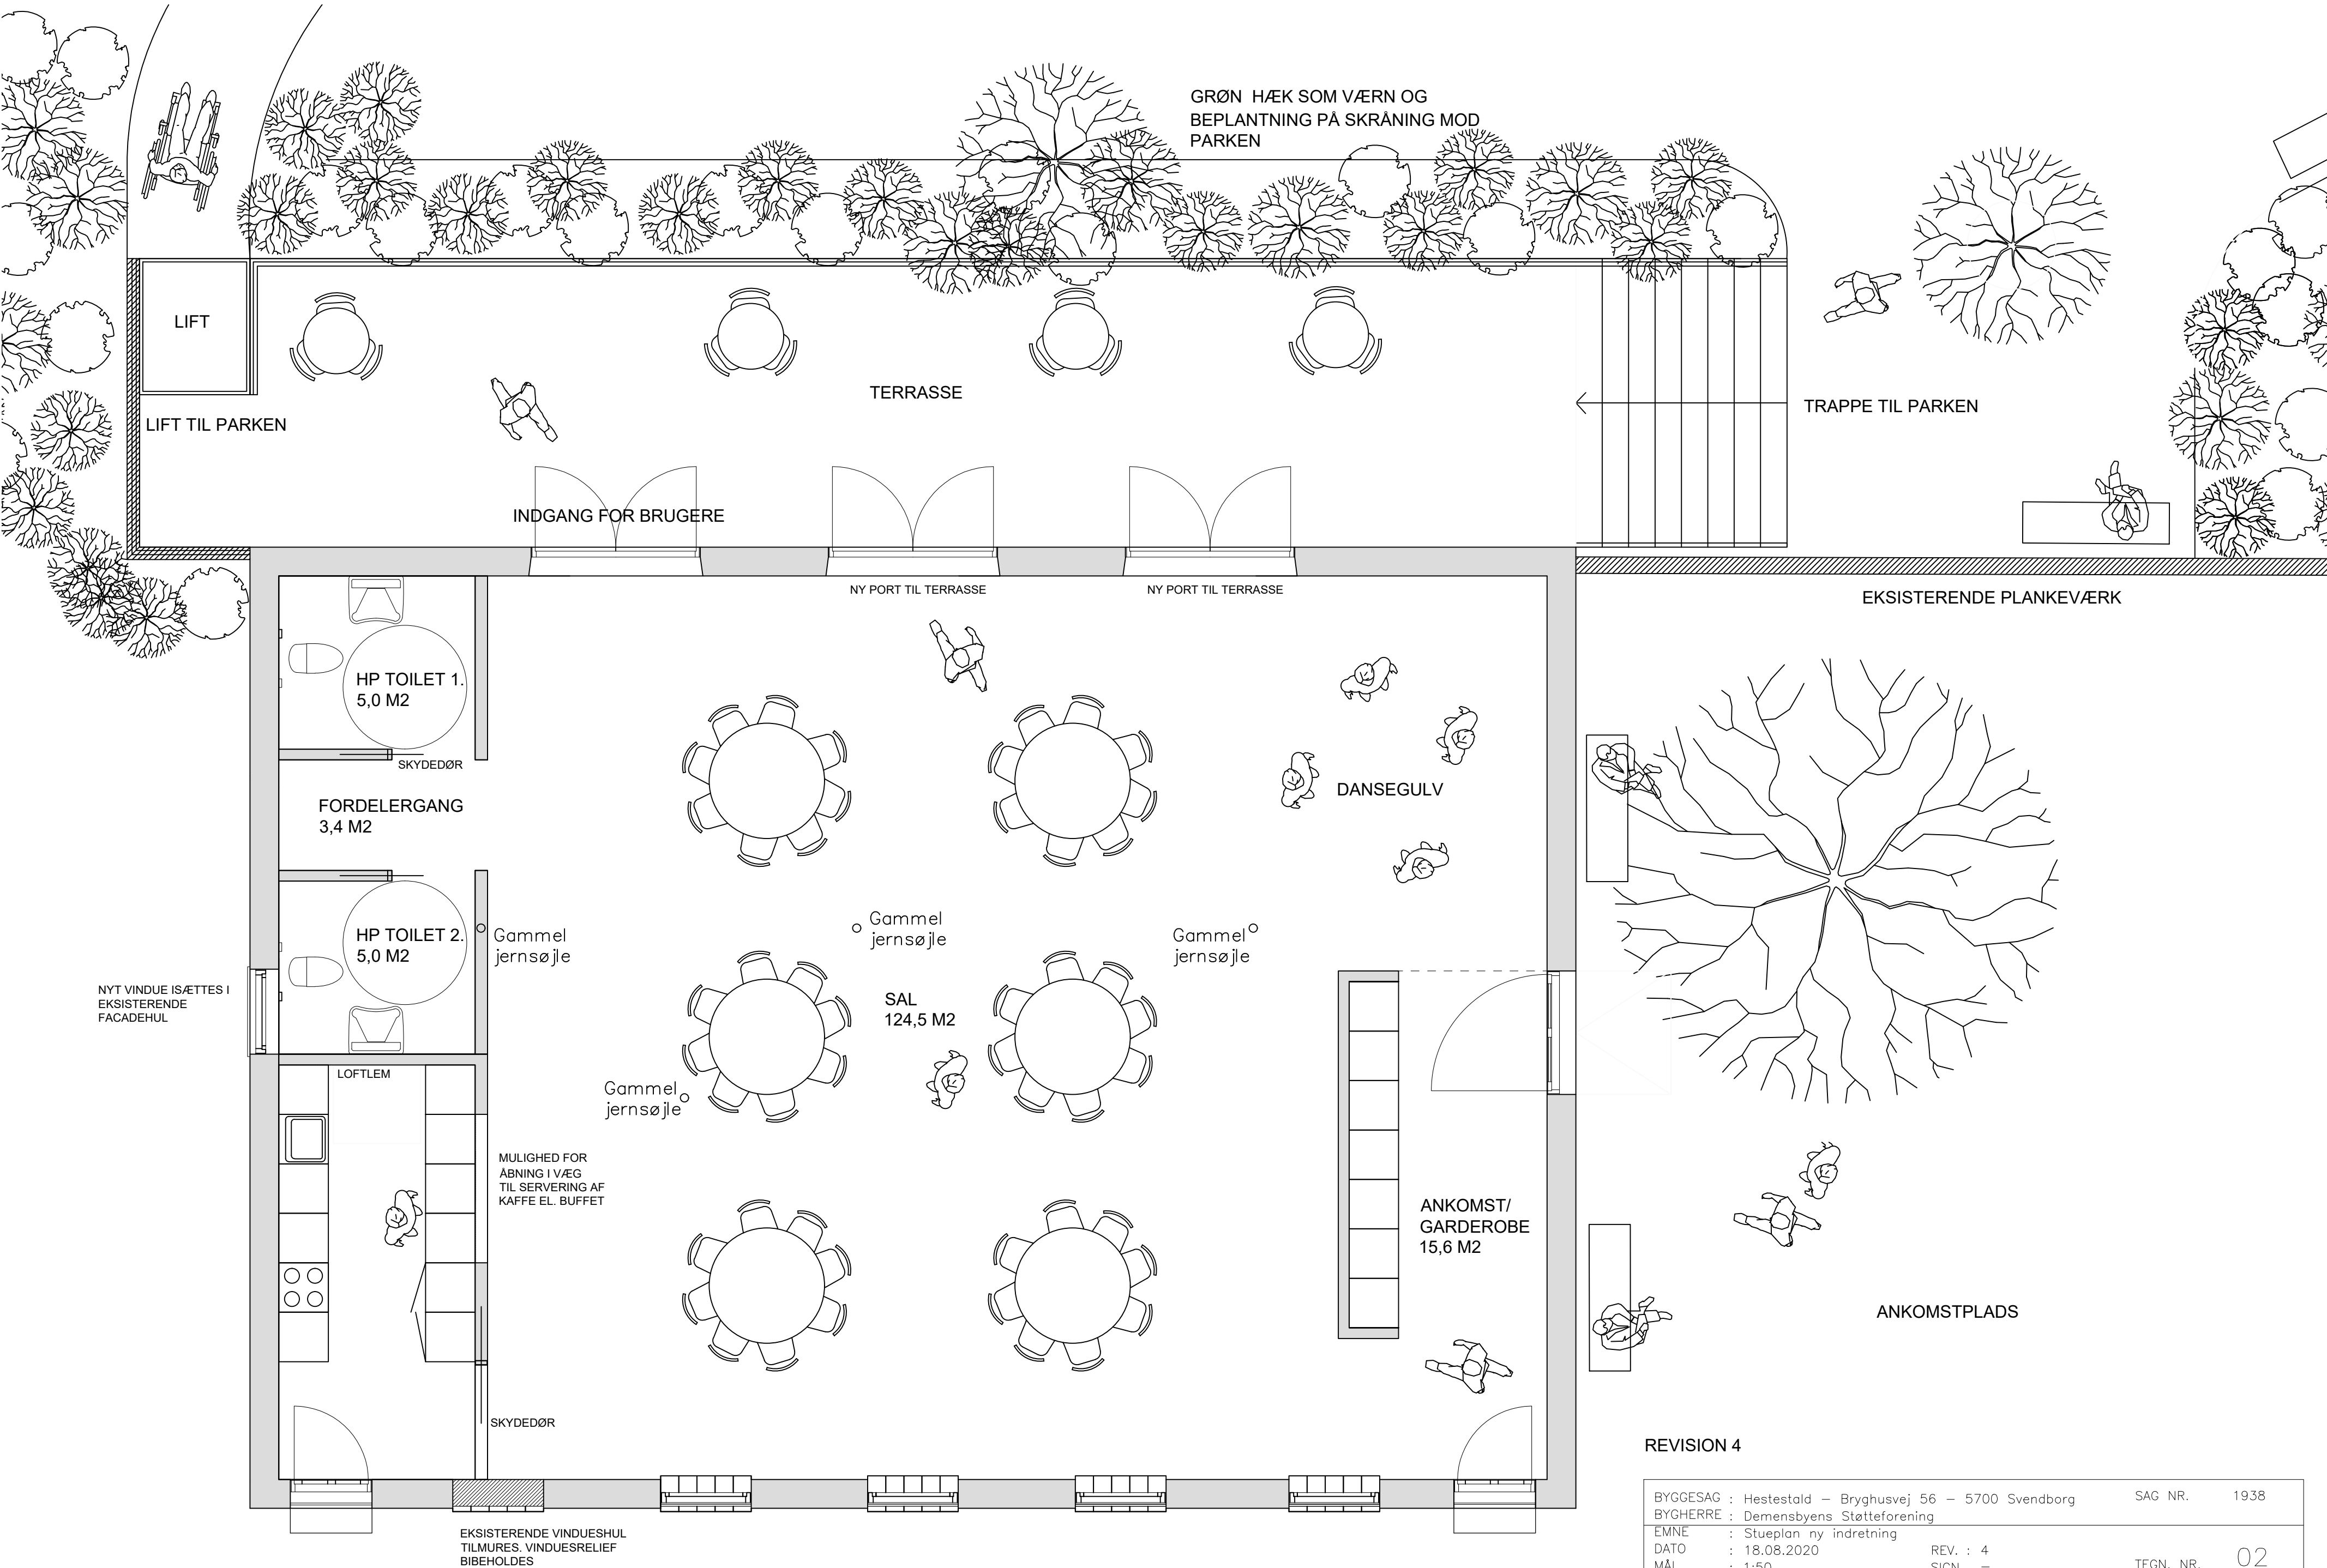 GRØN HÆK SOM VÆRN OG
BEPLANTNING PÅ SKRÅNING MOD
PARKEN
LIFT
LIFT TIL PARKEN
TERRASSE
TRAPPE TIL PARKEN
INDGANG FOR BRUGERE
NY PORT TIL TERRASSE
NY PORT TIL TERRASSE
EKSISTERENDE PLANKEVÆRK
HP TOILET 1.
5,0 M2
SKYDEDØR
FORDELERGANG
3,4 M2
DANSEGULV
HP TOILET 2.
5,0 M2
Gammel
jernsøjle
Gammel
jernsøjle
Gammel
jernsøjle
NYT VINDUE ISÆTTES I
EKSISTERENDE
FACADEHUL
SAL
124,5 M2
LOFTLEM
Gammel
jernsøjle
MULIGHED FOR
ÅBNING I VÆG
TIL SERVERING AF
KAFFE EL. BUFFET
ANKOMST/
GARDEROBE
15,6 M2
ANKOMSTPLADS
SKYDEDØR
EKSISTERENDE VINDUESHUL
TILMURES. VINDUESRELIEF
BIBEHOLDES
REVISION 4
BYGGESAG : Hestestald – Bryghusvej 56 – 5700 Svendborg SAG NR. 1938
BYGHERRE : Demensbyens Støtteforening
EMNE : Stueplan ny indretning
DATO : 18.08.2020 REV. : 4
MÅL : 1:50 SIGN. – TEGN. NR. 02